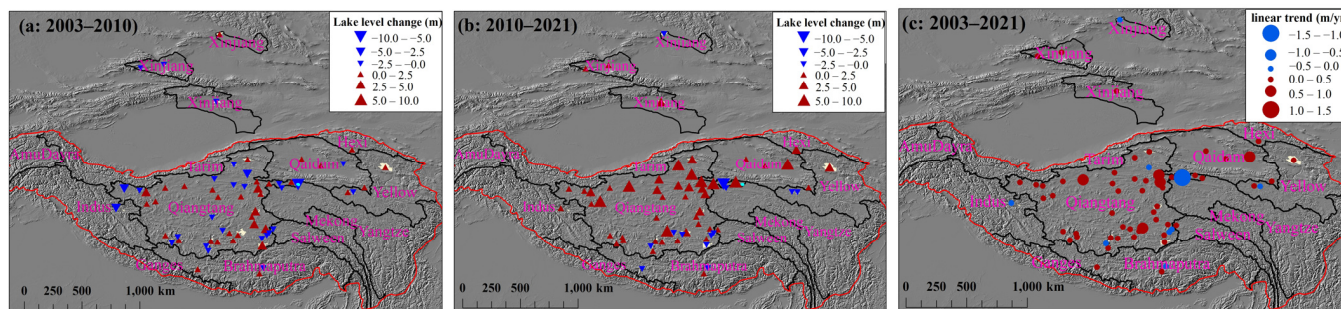 (a: 2003–2010)
Lake level change (m)
−10.0 – −5.0
−5.0 – −2.5
−2.5 – −0.0
0.0 – 2.5
2.5 – 5.0
5.0 – 10.0
Xinjiang
Xinjiang
Xinjiang
Hexi
AmuDayra
Tarim
Qaidam
Yellow
Indus
Qiangtang
Mekong
Salween
Yangtze
Ganges
Brahmaputra
0
500
1,000 km
(b: 2010–2021)
Lake level change (m)
−10.0 – −5.0
−5.0 – −2.5
−2.5 – −0.0
0.0 – 2.5
2.5 – 5.0
5.0 – 10.0
Xinjiang
Xinjiang
Xinjiang
Hexi
AmuDayra
Tarim
Qaidam
Yellow
Indus
Qiangtang
Mekong
Salween
Yangtze
Ganges
Brahmaputra
0
500
1,000 km
(c: 2003–2021)
linear trend (m/yr)
−1.5 – −1.0
−1.0 – −0.5
−0.5 – −0.0
0.0 – 0.5
0.5 – 1.0
1.0 – 1.5
Xinjiang
Xinjiang
Xinjiang
Hexi
AmuDayra
Tarim
Qaidam
Yellow
Indus
Qiangtang
Mekong
Salween
Yangtze
Ganges
Brahmaputra
0
500
1,000 km